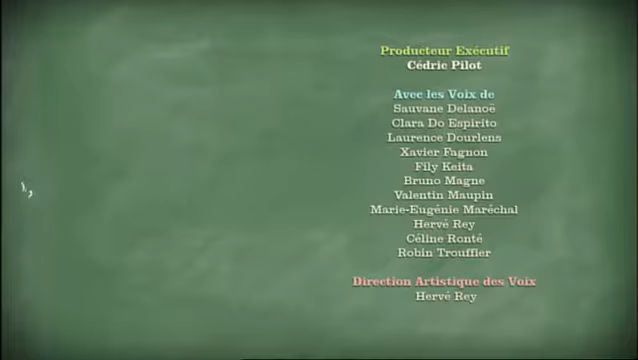 Producteur Exécutif
Cédric Pilot
Avec les Voix de
Sauvane Delanoë
Clara Do Espirito
Laurence Dourlens
Xavier Fagnon
Fily Keita
Bruno Magne
Valentin Maupin
Marie-Eugénie Maréchal
Hervé Rey
Céline Ronté
Robin Trouffier
Direction Artistique des Voix
Hervé Rey